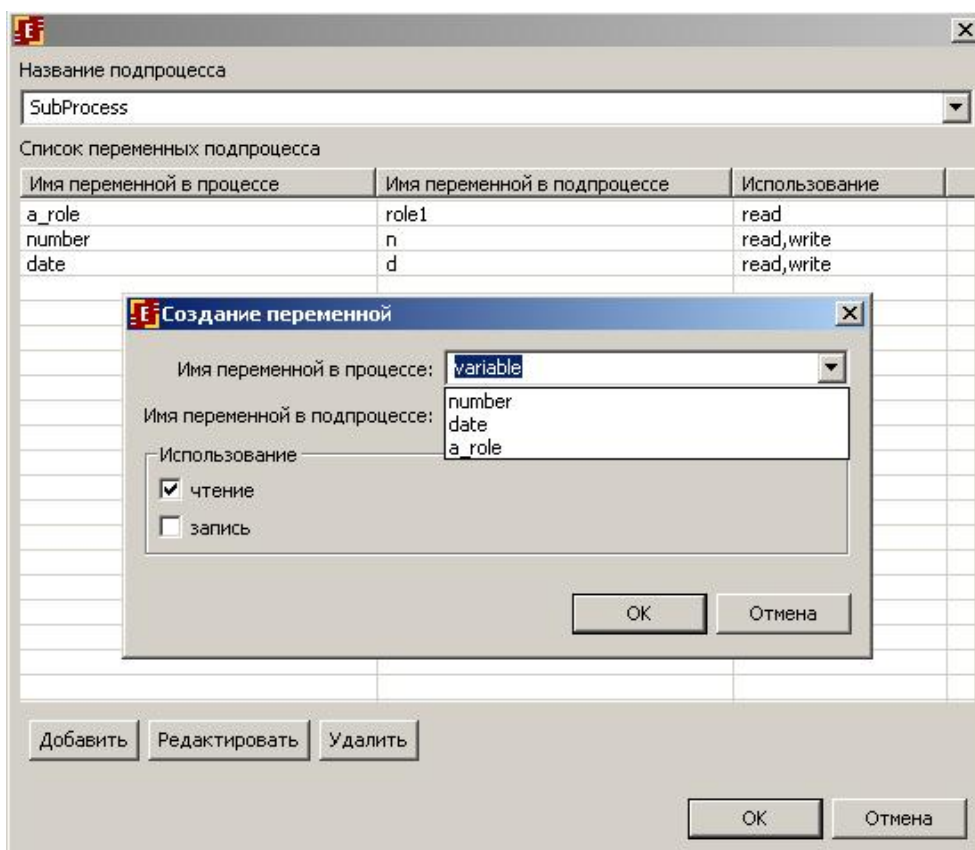 Название подпроцесса
SubProcess
Список переменных подпроцесса
Имя переменной в процессе Имя переменной в подпроцессе Использование
a_role role1 read
number n read,write
date d read,write
Создание переменной
Имя переменной в процессе: variable
number
Имя переменной в подпроцессе: date
a_role
Использование
чтение
запись
OK Отмена
Добавить Редактировать Удалить
OK Отмена